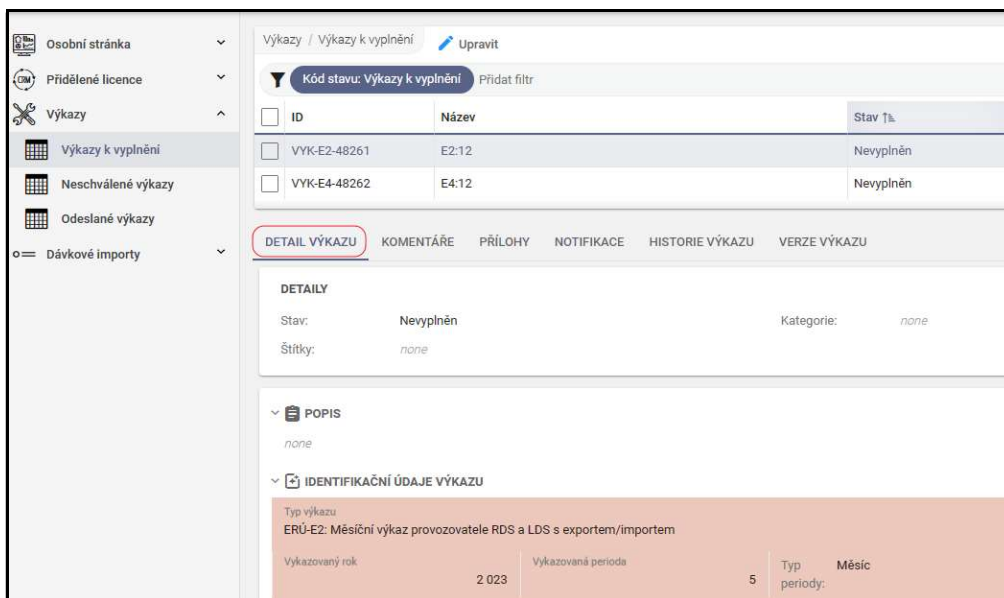 Osobní stránka
Přidělené licence
Výkazy
Výkazy k vyplnění
Neschválené výkazy
Odeslané výkazy
Dávkové importy
Výkazy / Výkazy k vyplnění Upravit
Kód stavu: Výkazy k vyplnění Přidat filtr
ID Název Stav
VYK-E2-48261 E2:12 Nevyplněn
VYK-E4-48262 E4:12 Nevyplněn
DETAIL VÝKAZU KOMENTÁŘE PŘÍLOHY NOTIFIKACE HISTORIE VÝKAZU VERZE VÝKAZU
DETAILY
Stav: Nevyplněn Kategorie: none
Štítky: none
POPIS
none
IDENTIFIKAČNÍ ÚDAJE VÝKAZU
Typ výkazu
ERÚ-E2: Měsíční výkaz provozovatele RDS a LDS s exportem/importem
Vykazovaný rok Vykazovaná perioda Typ Měsíc
2 023 5 periody: